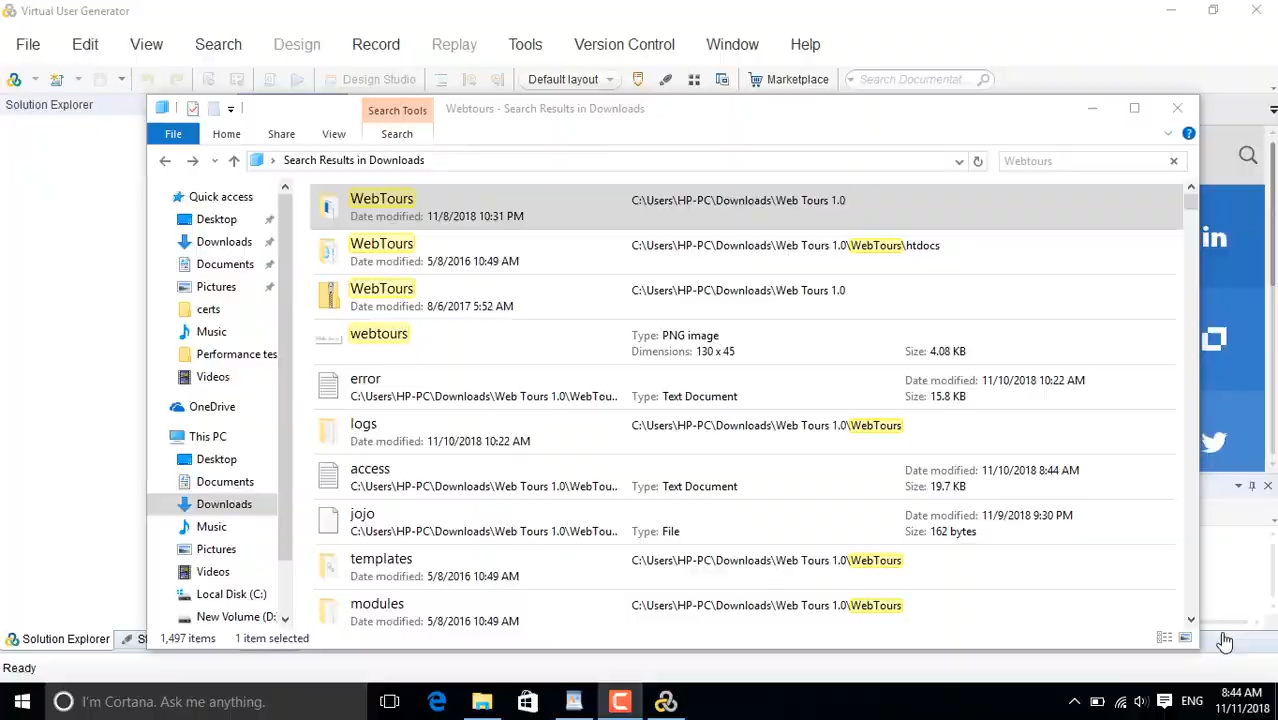 Virtual User Generator
File Edit View Search Design Record Replay Tools Version Control Window Help
Design Studio Default layout Marketplace Search Documentat...
Solution Explorer
Search Tools Webtours - Search Results in Downloads
File Home Share View Search
Search Results in Downloads Webtours
Quick access
Desktop
Downloads
Documents
Pictures
certs
Music
Performance tes
Videos
OneDrive
This PC
Desktop
Documents
Downloads
Music
Pictures
Videos
Local Disk (C:)
New Volume (D:
WebTours C:\Users\HP-PC\Downloads\Web Tours 1.0
Date modified: 11/8/2018 10:31 PM
WebTours C:\Users\HP-PC\Downloads\Web Tours 1.0\WebTours\htdocs
Date modified: 5/8/2016 10:49 AM
WebTours C:\Users\HP-PC\Downloads\Web Tours 1.0
Date modified: 8/6/2017 5:52 AM
webtours Type: PNG image
Dimensions: 130 x 45 Size: 4.08 KB
error Date modified: 11/10/2018 10:22 AM
C:\Users\HP-PC\Downloads\Web Tours 1.0\WebTou... Type: Text Document Size: 15.8 KB
logs C:\Users\HP-PC\Downloads\Web Tours 1.0\WebTours
Date modified: 11/10/2018 10:22 AM
access Date modified: 11/10/2018 8:44 AM
C:\Users\HP-PC\Downloads\Web Tours 1.0\WebTou... Type: Text Document Size: 19.7 KB
jojo Date modified: 11/9/2018 9:30 PM
C:\Users\HP-PC\Downloads\Web Tours 1.0\WebTou... Type: File Size: 162 bytes
templates C:\Users\HP-PC\Downloads\Web Tours 1.0\WebTours
Date modified: 5/8/2016 10:49 AM
modules C:\Users\HP-PC\Downloads\Web Tours 1.0\WebTours
Date modified: 5/8/2016 10:49 AM
in
1,497 items 1 item selected
Solution Explorer
Ready
I'm Cortana. Ask me anything.
ENG
8:44 AM
11/11/2018